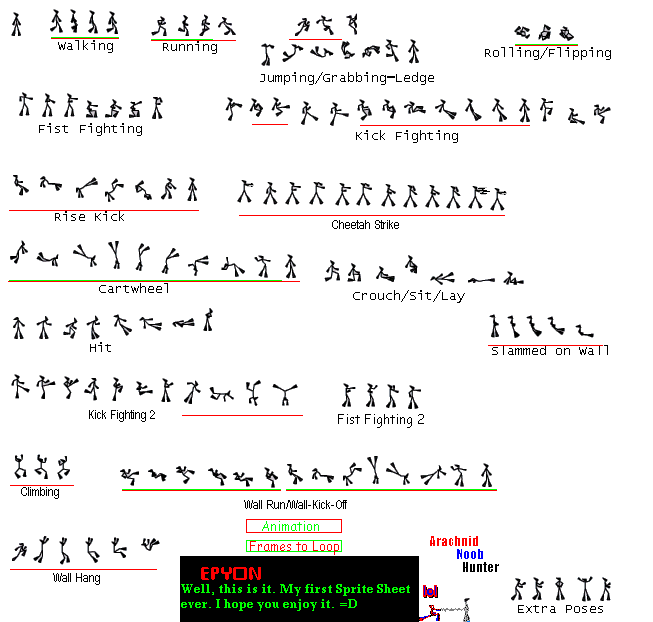 Walking
Running
Jumping/Grabbing-Ledge
Rolling/Flipping
Fist Fighting
Kick Fighting
Rise Kick
Cheetah Strike
Cartwheel
Crouch/Sit/Lay
Hit
Slammed on Wall
Kick Fighting 2
Fist Fighting 2
Climbing
Wall Run/Wall-Kick-Off
Animation
Frames to Loop
Wall Hang
EPYON
Well, this is it. My first Sprite Sheet
ever. I hope you enjoy it. =D
Arachnid
Noob
Hunter
lol
Extra Poses